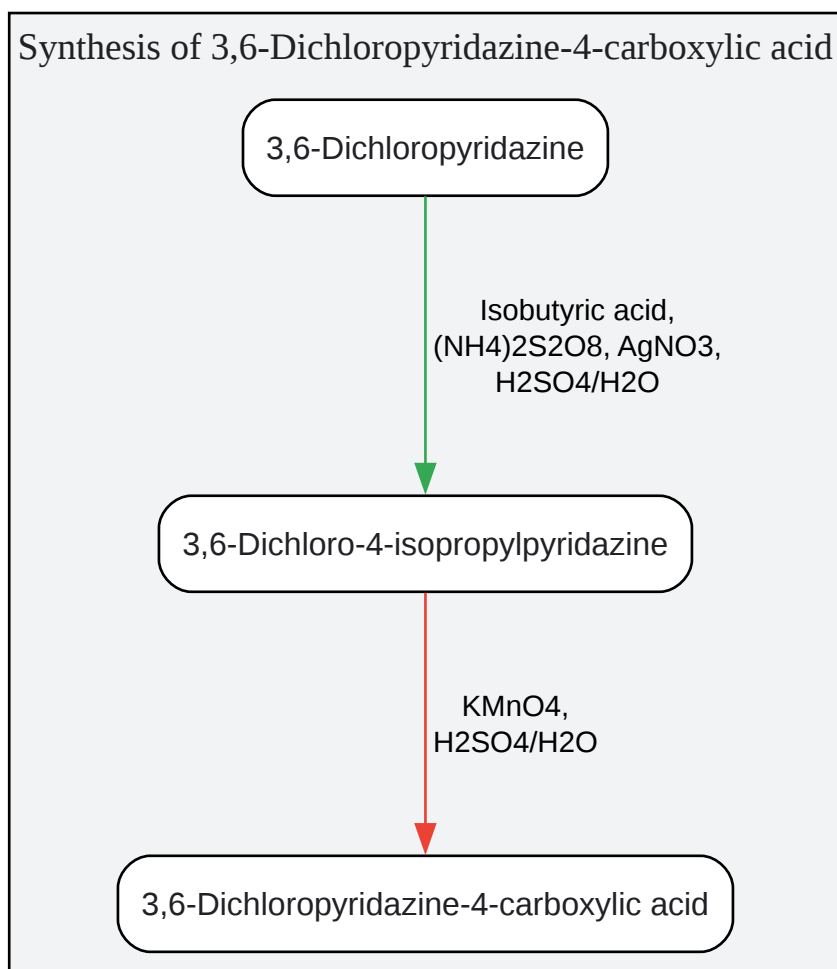 Synthesis of 3,6-Dichloropyridazine-4-carboxylic acid
3,6-Dichloropyridazine
Isobutyric acid,
(NH4)2S2O8, AgNO3,
H2SO4/H2O
3,6-Dichloro-4-isopropylpyridazine
KMnO4,
H2SO4/H2O
3,6-Dichloropyridazine-4-carboxylic acid